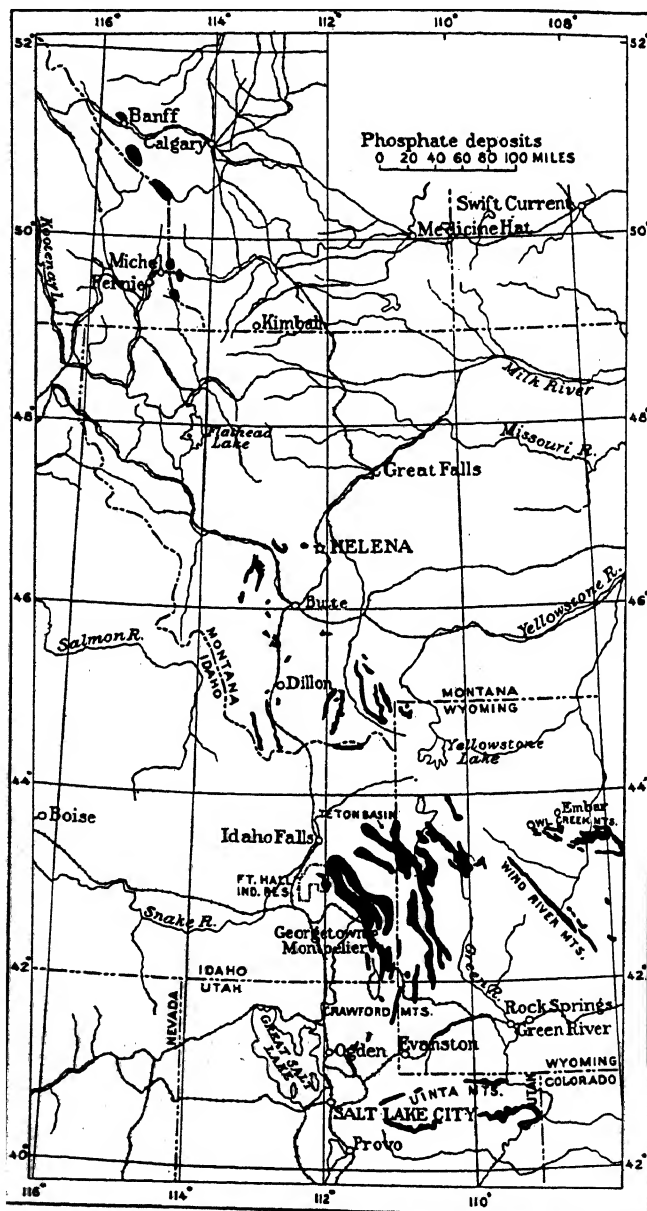 116° 114° 112° 110° 108°
52° 52°
Banff
Calgary
Phosphate deposits
0 20 40 60 80 100 MILES
Swift Current
50° Medicine Hat 50°
Kootenay L.
Michel
Fernie
Kimball
Milk River
48° 48°
Flathead
Lake
Missouri R.
Great Falls
HELENA
46° 46°
Butte
Yellowstone R.
Salmon R.
MONTANA
IDAHO
Dillon
MONTANA
WYOMING
Yellowstone
Lake
44° 44°
Boise
TETON BASIN
Embar
OWL CREEK MTS.
Idaho Falls
FT. HALL
IND. RES.
WIND RIVER MTS.
Snake R.
Georgetown
Montpelier
Green R.
42° 42°
IDAHO
UTAH
NEVADA
CRAWFORD MTS.
Rock Springs
Green River
GREAT SALT
LAKE
Ogden
Evanston
WYOMING
COLORADO
UINTA MTS.
UTAH
SALT LAKE CITY
Provo
40° 42°
116° 114° 112° 110°